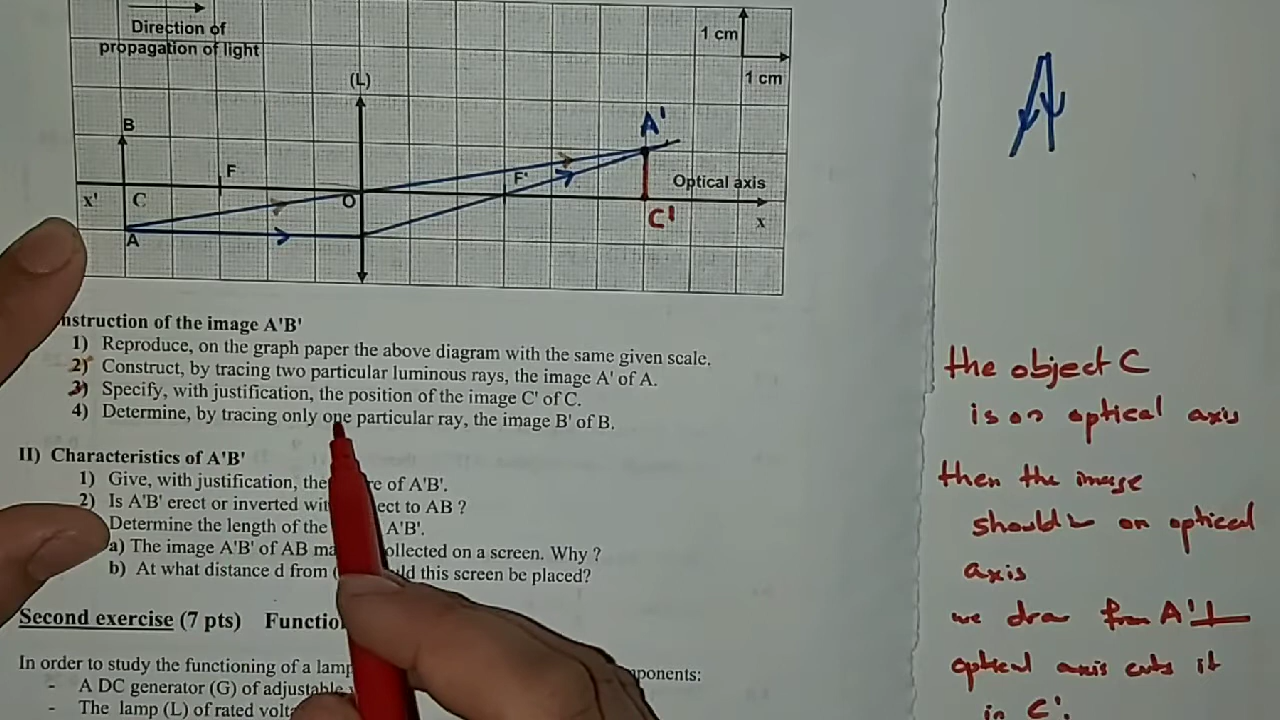 Direction of
propagation of light
1 cm
1 cm
(L)
A'
B
F
F'
Optical axis
x'
C
O
C'
x
A
nstruction of the image A'B'
1) Reproduce, on the graph paper the above diagram with the same given scale.
2) Construct, by tracing two particular luminous rays, the image A' of A.
3) Specify, with justification, the position of the image C' of C.
4) Determine, by tracing only one particular ray, the image B' of B.
II) Characteristics of A'B'
1) Give, with justification, the re of A'B'.
2) Is A'B' erect or inverted wi ect to AB ?
Determine the length of the A'B'.
a) The image A'B' of AB ma ollected on a screen. Why ?
b) At what distance d from ld this screen be placed?
Second exercise (7 pts) Functio
In order to study the functioning of a lamp ponents:
- A DC generator (G) of adjustable
- The lamp (L) of rated volta
A
the object C
is on optical axis
then the image
should be on optical
axis
we draw from A' ⊥
optical axis cuts it
in C'.